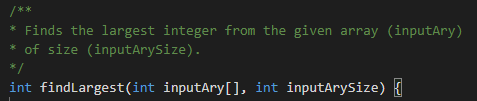 /**
* Finds the largest integer from the given array (inputAry)
* of size (inputArySize).
*/
int findLargest(int inputAry[], int inputArySize) {